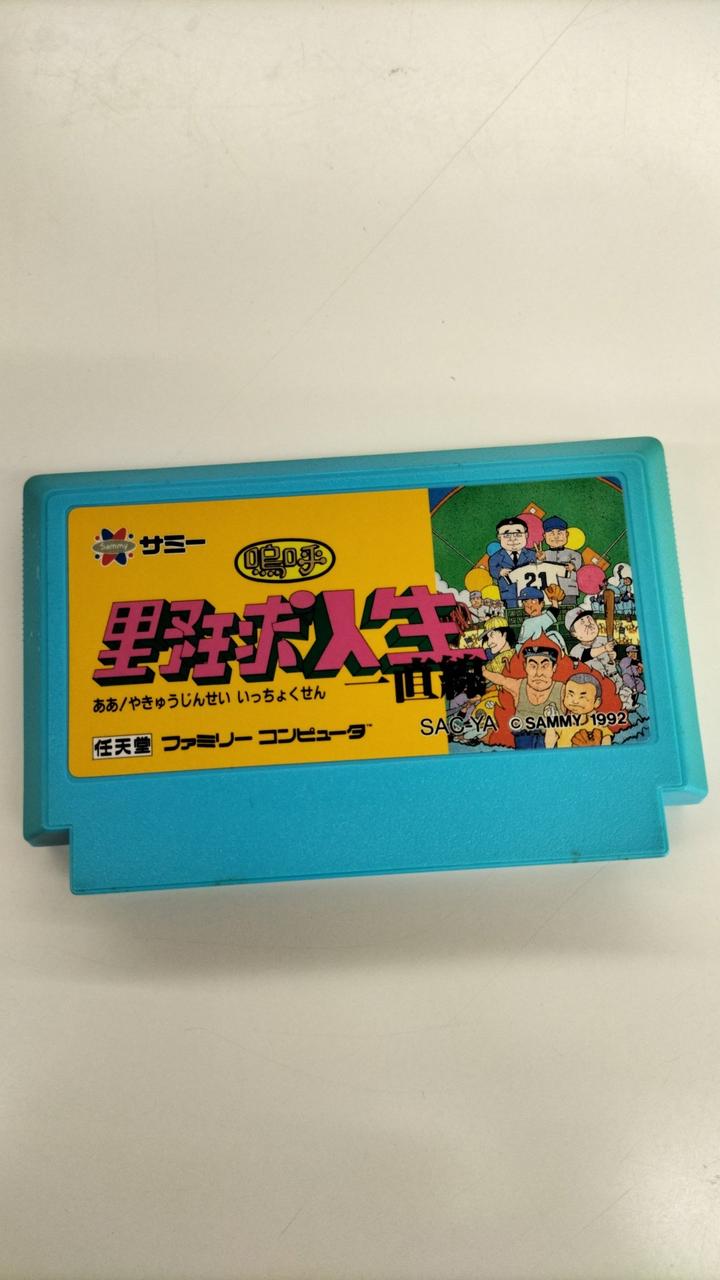 Sammy サミー
嗚呼
野球人生
一直線
ああ!やきゅうじんせい いっちょくせん
任天堂 ファミリー コンピュータ™
SAC-YA ©SAMMY 1992
21